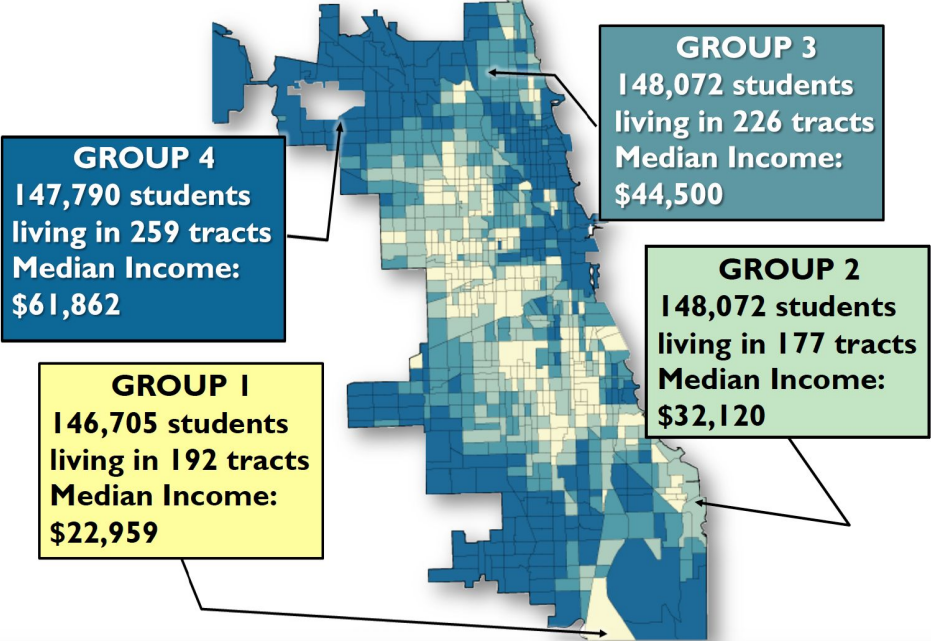 GROUP 3
148,072 students
living in 226 tracts
Median Income:
$44,500
GROUP 4
147,790 students
living in 259 tracts
Median Income:
$61,862
GROUP 2
148,072 students
living in 177 tracts
Median Income:
$32,120
GROUP 1
146,705 students
living in 192 tracts
Median Income:
$22,959